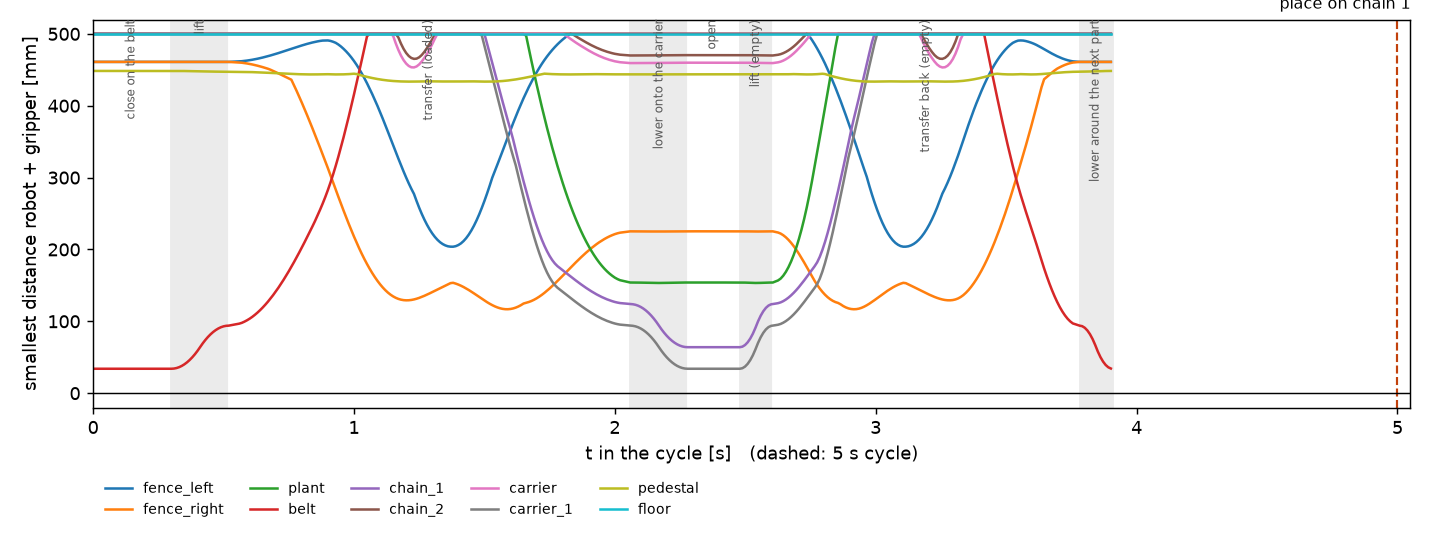 place on chain 1
smallest distance robot + gripper [mm]
500
400
300
200
100
0
close on the belt
lift
transfer (loaded)
lower onto the carrier
open
lift (empty)
transfer back (empty)
lower around the next part
0 1 2 3 4 5
t in the cycle [s] (dashed: 5 s cycle)
fence_left plant chain_1 carrier pedestal
fence_right belt chain_2 carrier_1 floor